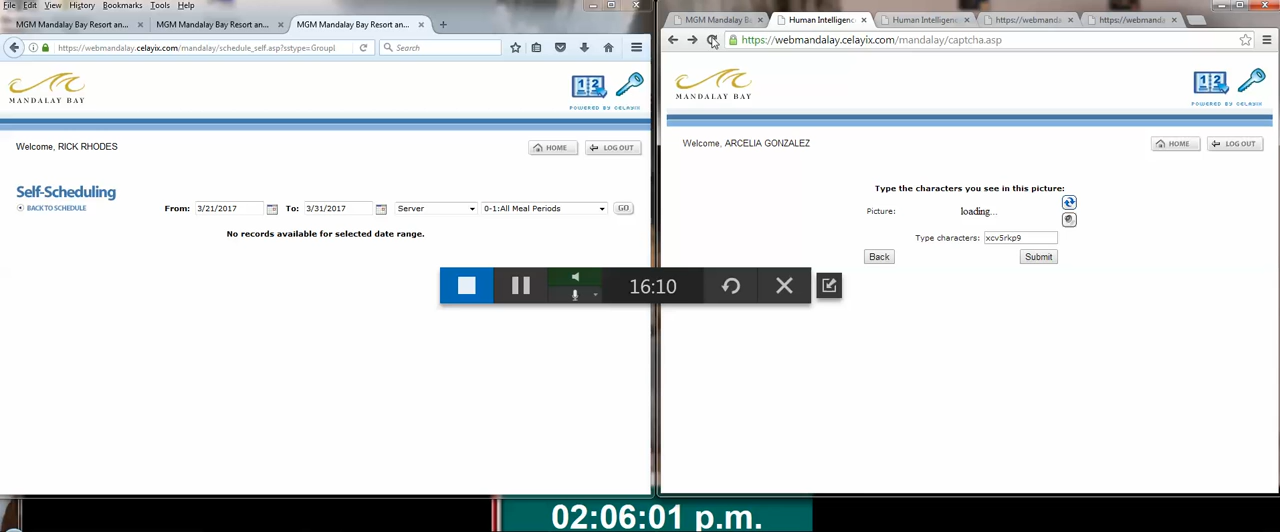 File Edit View History Bookmarks Tools Help
MGM Mandalay Bay Resort an... × MGM Mandalay Bay Resort an... × MGM Mandalay Bay Resort an... × +
https://webmandalay.celayix.com/mandalay/schedule_self.asp?sstype=Groupl
Search
MANDALAY BAY
POWERED BY CELAYIX
Welcome, RICK RHODES
HOME
LOG OUT
Self-Scheduling
BACK TO SCHEDULE
From: 3/21/2017 To: 3/31/2017 Server 0-1:All Meal Periods GO
No records available for selected date range.
MGM Mandalay B × Human Intelligenc × Human Intelligenc × https://webmanda × https://webmanda ×
https://webmandalay.celayix.com/mandalay/captcha.asp
MANDALAY BAY
POWERED BY CELAYIX
Welcome, ARCELIA GONZALEZ
HOME
LOG OUT
Type the characters you see in this picture:
Picture: loading...
Type characters: xcv5rkp9
Back Submit
16:10
02:06:01 p.m.